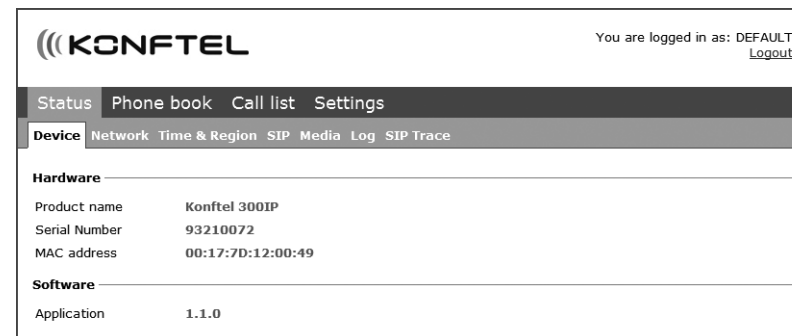 KONFTEL
You are logged in as: DEFAULT
Logout
Status Phone book Call list Settings
Device Network Time & Region SIP Media Log SIP Trace
Hardware
Product name Konftel 300IP
Serial Number 93210072
MAC address 00:17:7D:12:00:49
Software
Application 1.1.0